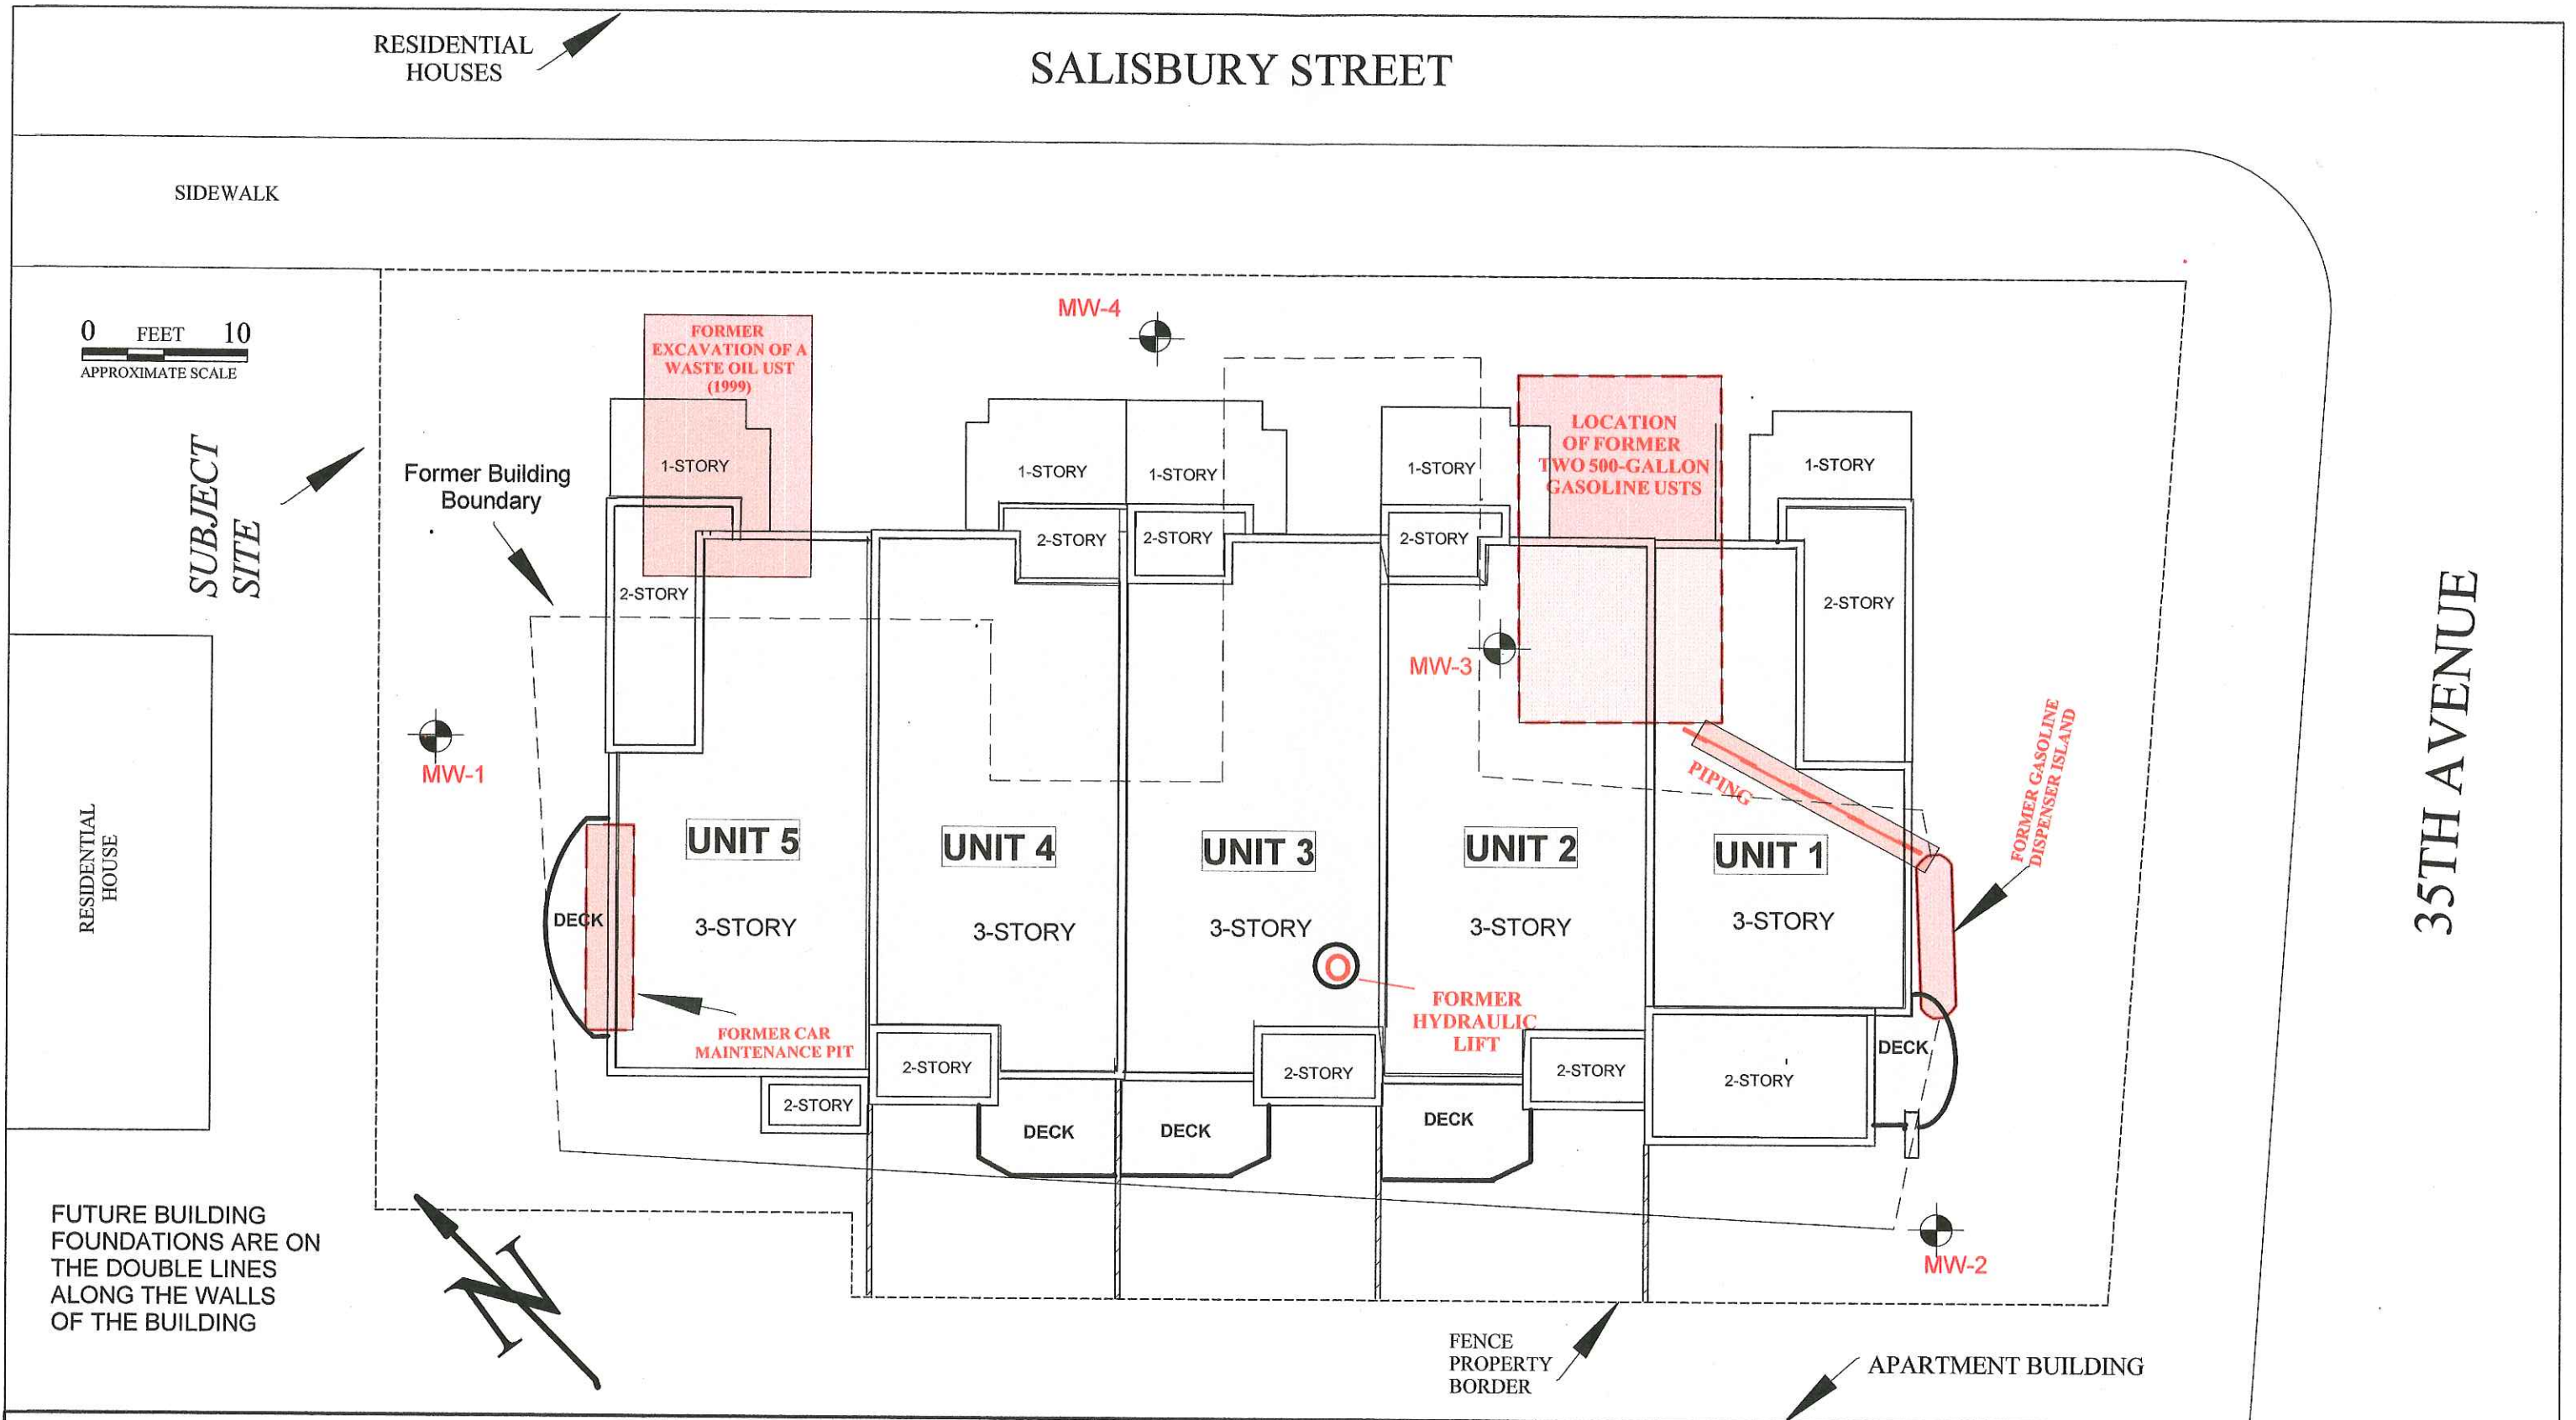 RESIDENTIAL
HOUSES
SALISBURY STREET
SIDEWALK
0 FEET 10
APPROXIMATE SCALE
SUBJECT
SITE
MW-4
FORMER
EXCAVATION OF A
WASTE OIL UST
(1999)
LOCATION
OF FORMER
TWO 500-GALLON
GASOLINE USTS
Former Building
Boundary
1-STORY
1-STORY
1-STORY
1-STORY
1-STORY
2-STORY
2-STORY
2-STORY
2-STORY
2-STORY
MW-3
MW-1
PIPING
FORMER GASOLINE
DISPENSER ISLAND
35TH AVENUE
RESIDENTIAL
HOUSE
UNIT 5
UNIT 4
UNIT 3
UNIT 2
UNIT 1
DECK
3-STORY
3-STORY
3-STORY
3-STORY
3-STORY
O
FORMER
HYDRAULIC
LIFT
FORMER CAR
MAINTENANCE PIT
2-STORY
2-STORY
2-STORY
2-STORY
2-STORY
DECK
DECK
DECK
DECK
MW-2
FUTURE BUILDING
FOUNDATIONS ARE ON
THE DOUBLE LINES
ALONG THE WALLS
OF THE BUILDING
N
FENCE
PROPERTY
BORDER
APARTMENT BUILDING